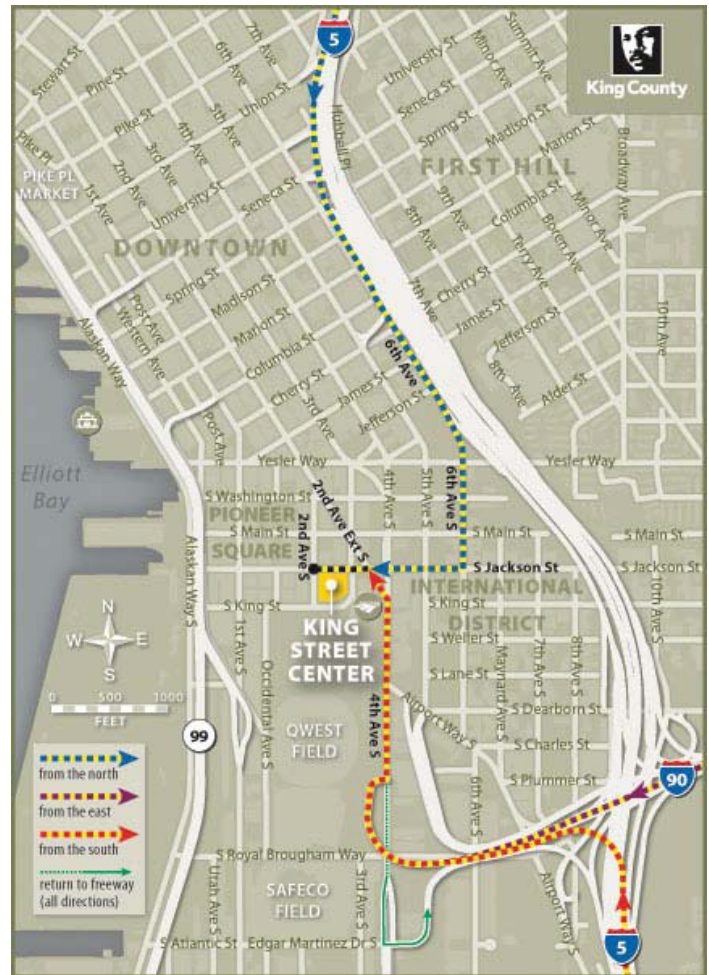 5
King County
Stewart St
Pine St
7th Ave
6th Ave
Union St
5th Ave
Pike St
4th Ave
3rd Ave
2nd Ave
1st Ave
Pike Pl
PIKE PL
MARKET
University St
Seneca St
Hubbell Pl
University St
Seneca St
Spring St
Summit Ave
Minor Ave
Madison St
Marion St
Broadway Ave
FIRST HILL
9th Ave
8th Ave
Columbia St
Minor Ave
Boren Ave
Terry Ave
7th Ave
Cherry St
James St
Jefferson St
8th Ave
Alder St
10th Ave
DOWNTOWN
Spring St
Madison St
Marion St
Columbia St
Cherry St
James St
Jefferson St
3rd Ave
Post Ave
Western Ave
Alaskan Way
Post Ave
6th Ave
Elliott
Bay
Yesler Way
Yesler Way
S Washington St
4th Ave S
5th Ave S
6th Ave S
PIONEER
SQUARE
S Main St
2nd Ave S
2nd Ave Ext S
S Main St
S Main St
S Jackson St
S Jackson St
10th Ave S
INTERNATIONAL
DISTRICT
S King St
S King St
KING
STREET
CENTER
S Weller St
S Lane St
Maynard Ave S
7th Ave S
8th Ave S
S Dearborn St
S Charles St
S Plummer St
Alaskan Way S
1st Ave S
Occidental Ave S
4th Ave S
Airport Way S
6th Ave S
QWEST
FIELD
N
W
E
S
0 500 1000
FEET
99
90
from the north
from the east
from the south
return to freeway
(all directions)
S Royal Brougham Way
SAFECO
FIELD
Utah Ave S
3rd Ave S
Airport Way S
S Atlantic St
Edgar Martinez Dr S
5